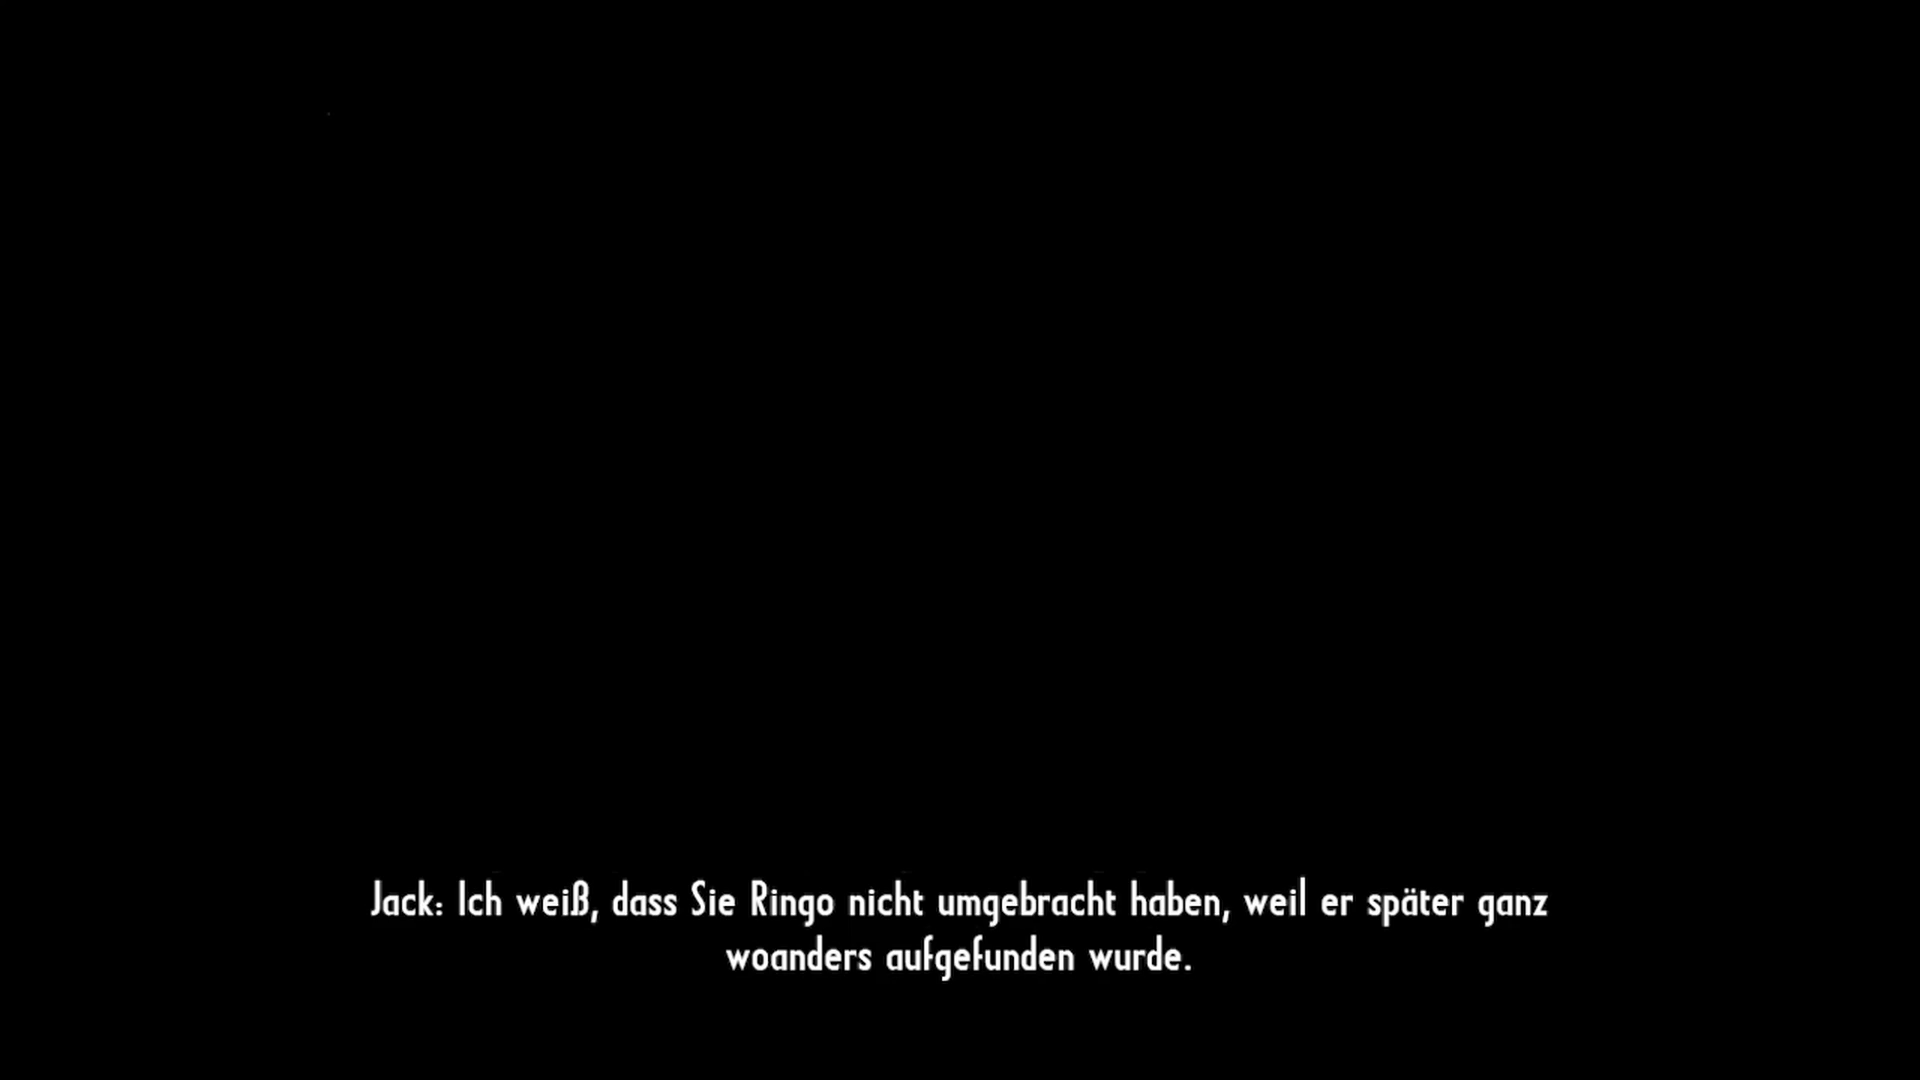 Jack: Ich weiß, dass Sie Ringo nicht umgebracht haben, weil er später ganz
woanders aufgefunden wurde.